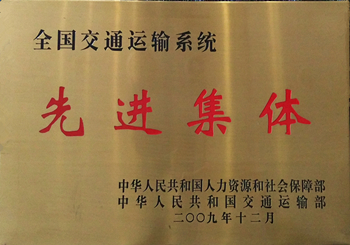 全国交通运输系统
先进集体
中华人民共和国人力资源和社会保障部
中华人民共和国交通运输部
二〇〇九年十二月